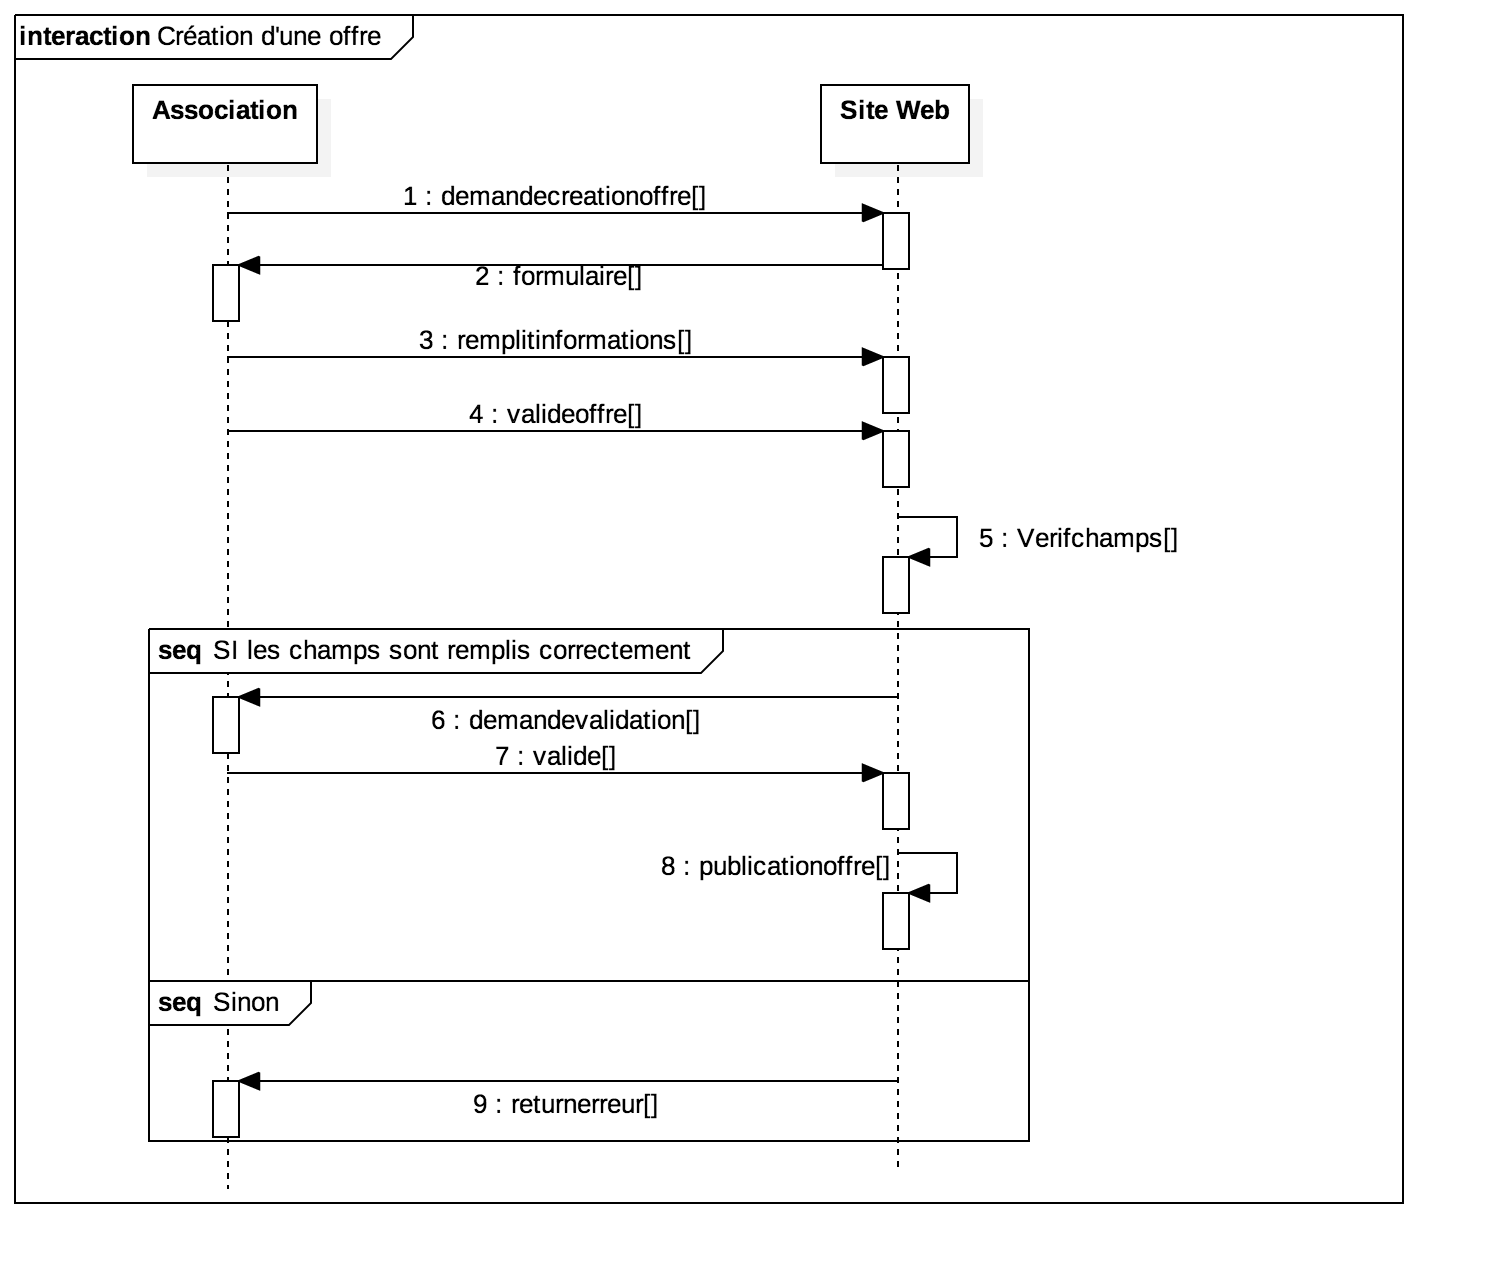 interaction Création d'une offre
Association
Site Web
1 : demandecreationoffre[]
2 : formulaire[]
3 : remplitinformations[]
4 : valideoffre[]
5 : Verifchamps[]
seq SI les champs sont remplis correctement
6 : demandevalidation[]
7 : valide[]
8 : publicationoffre[]
seq Sinon
9 : returnerreur[]